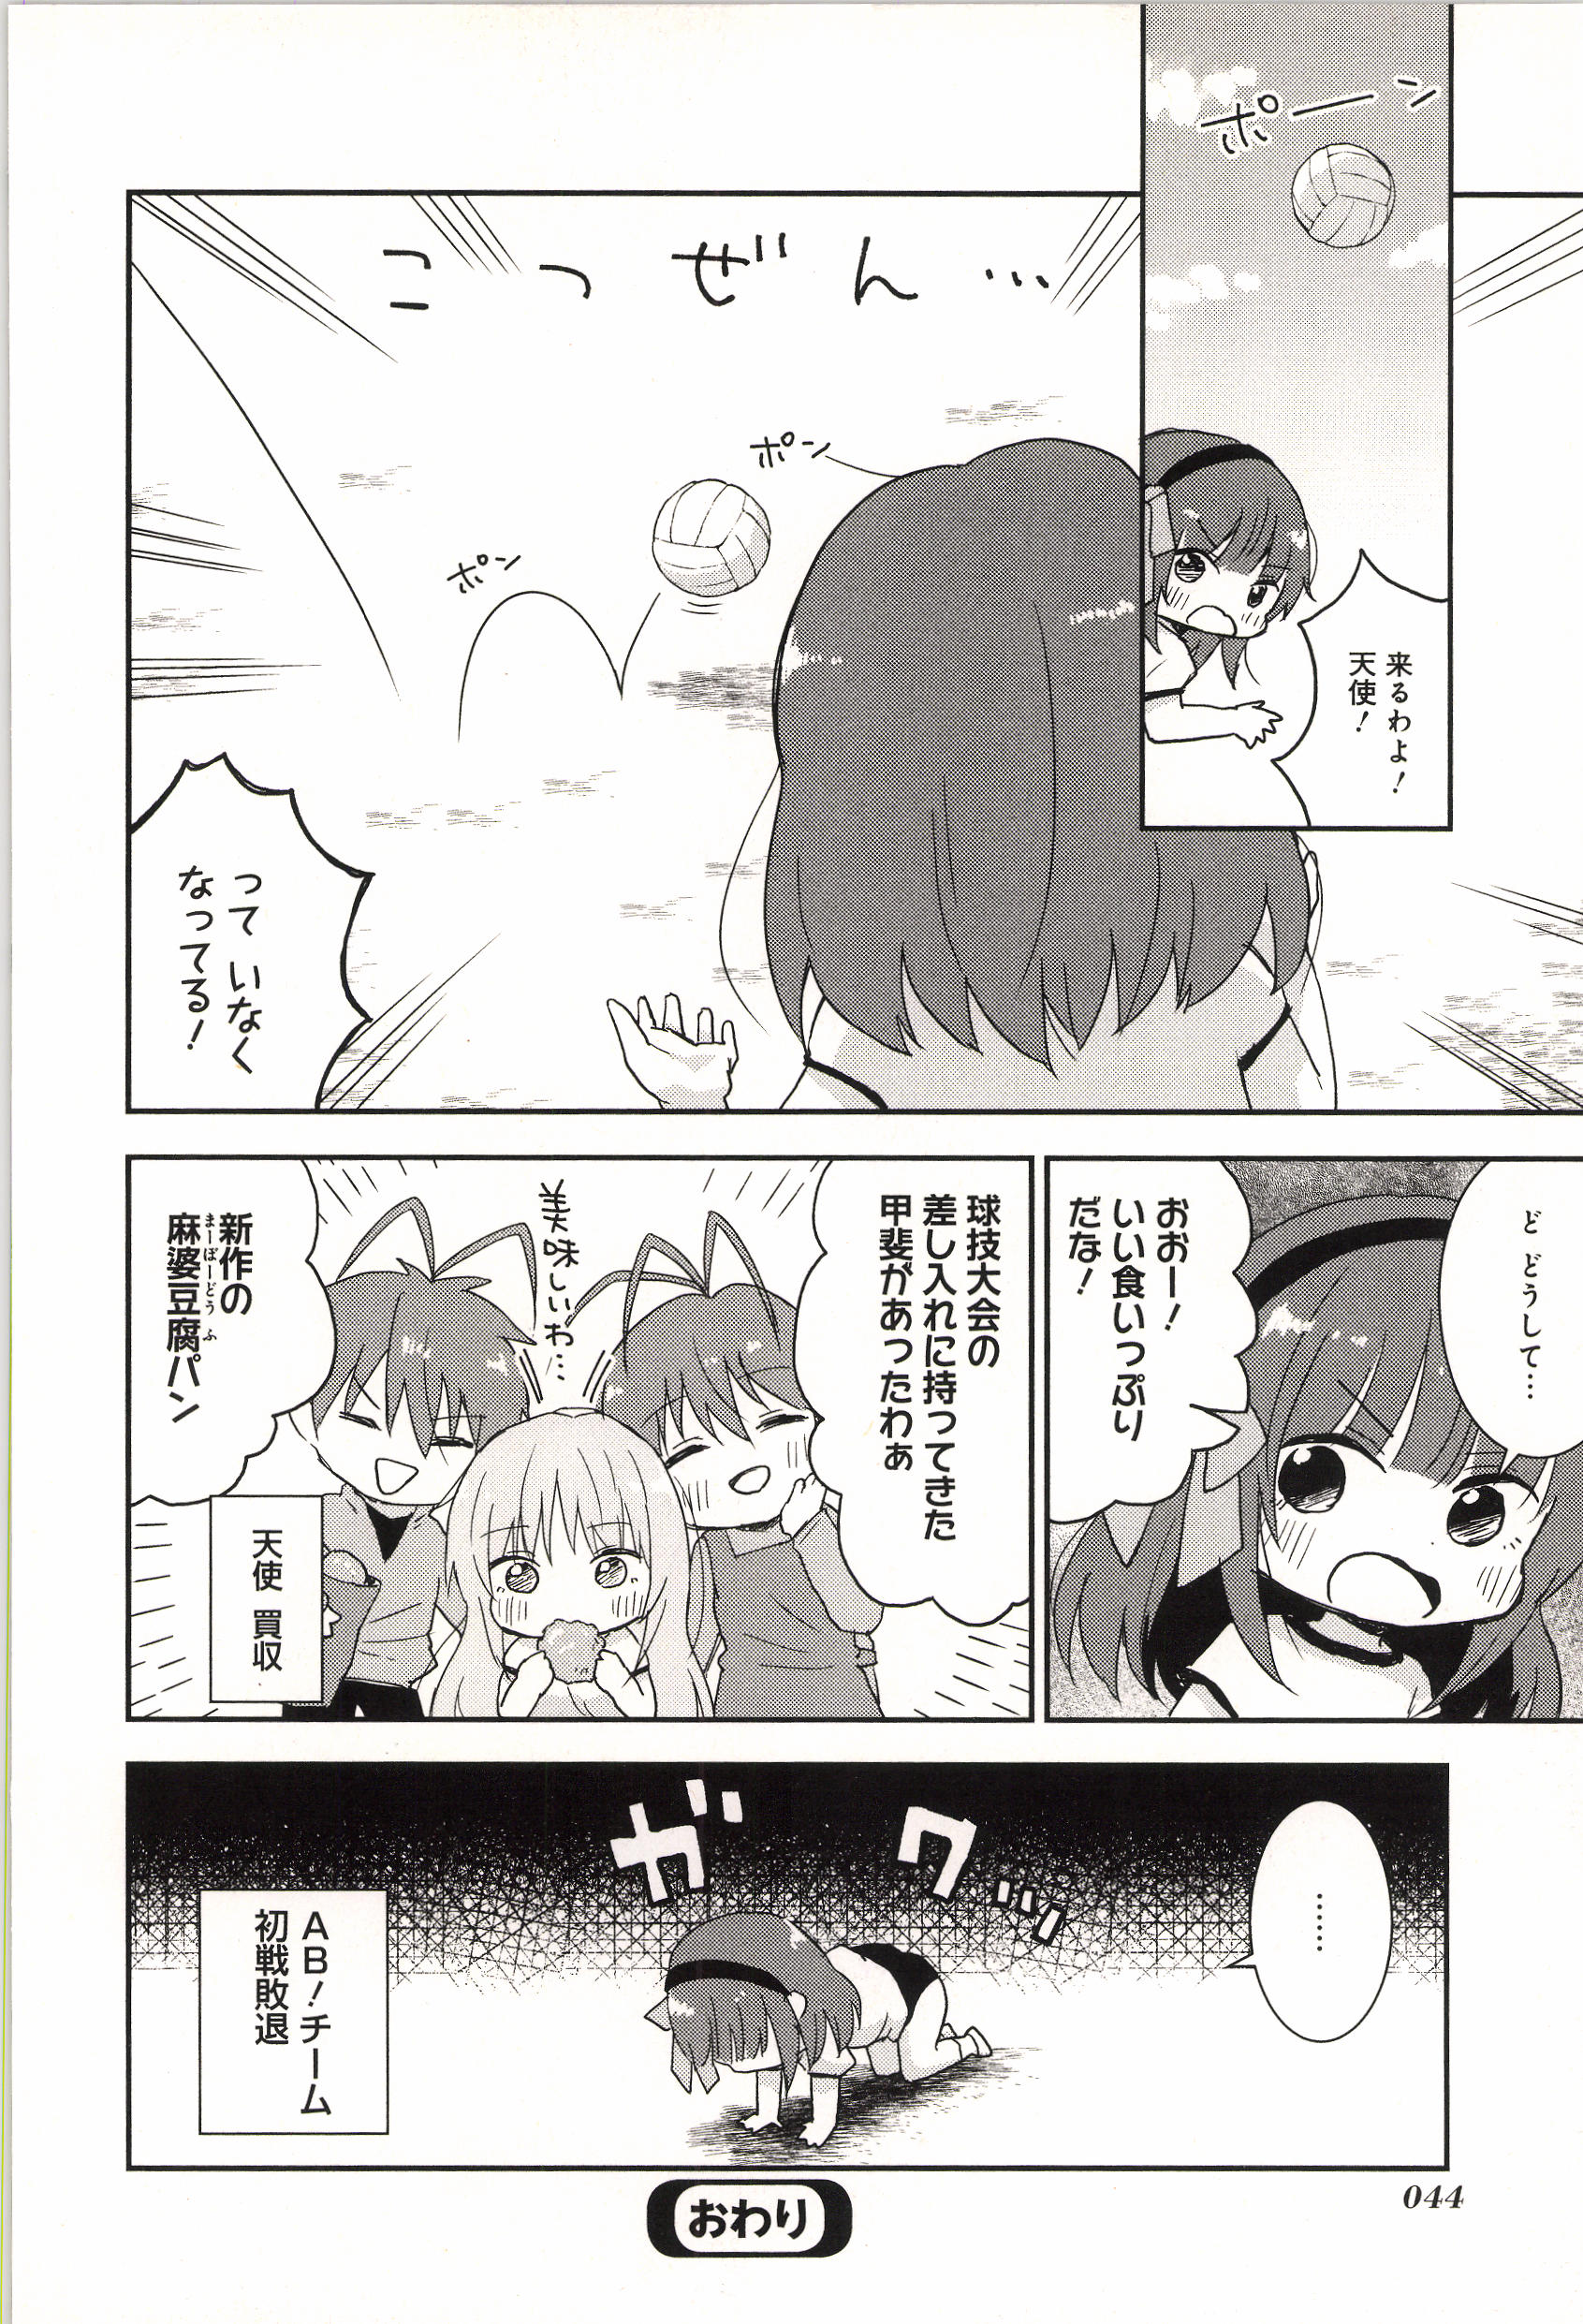 ポーン
来るわよ！
天使！
こつぜん…
ポン
ポン
って いなく
なってる！
ど どうして…
おおー！
いい食いっぷり
だな！
球技大会の
差し入れに持ってきた
甲斐があったわぁ
美味しいわ…
新作の
麻婆豆腐パン
まーぼーどうふ
天使 買収
……
ガクッ
AB！チーム
初戦敗退
おわり
044